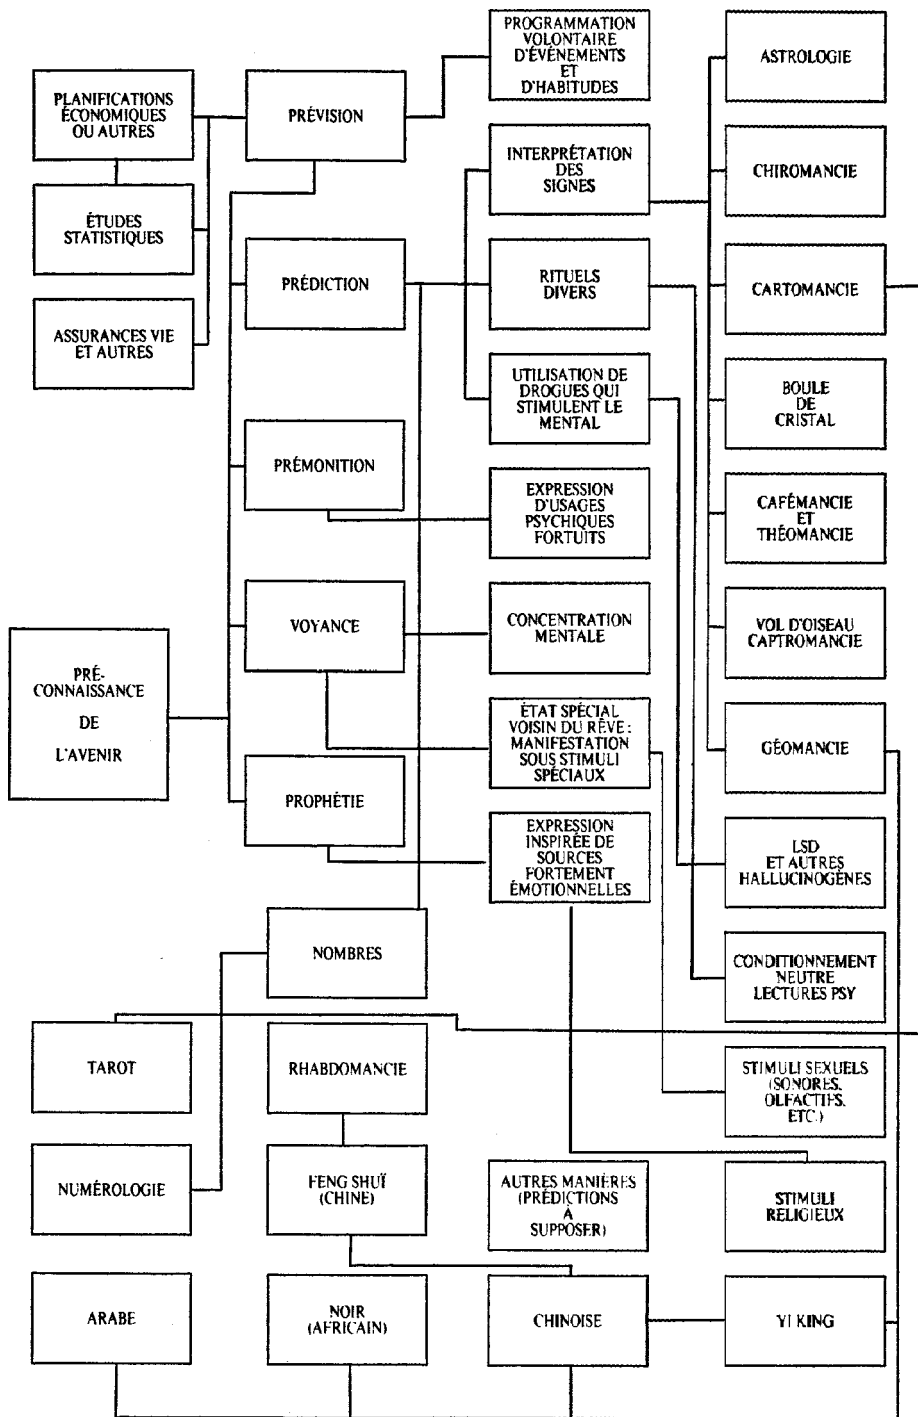 PROGRAMMATION
VOLONTAIRE
D'ÉVÉNEMENTS
ET
D'HABITUDES
ASTROLOGIE
PLANIFICATIONS
ÉCONOMIQUES
OU AUTRES
PRÉVISION
INTERPRÉTATION
DES
SIGNES
CHIROMANCIE
ÉTUDES
STATISTIQUES
PRÉDICTION
RITUELS
DIVERS
CARTOMANCIE
ASSURANCES VIE
ET AUTRES
UTILISATION DE
DROGUES QUI
STIMULENT LE
MENTAL
BOULE
DE
CRISTAL
PRÉMONITION
EXPRESSION
D'USAGES
PSYCHIQUES
FORTUITS
CAFÉMANCIE
ET
THÉOMANCIE
VOYANCE
CONCENTRATION
MENTALE
VOL D'OISEAU
CAPTROMANCIE
PRÉ-
CONNAISSANCE
DE
L'AVENIR
ÉTAT SPÉCIAL
VOISIN DU RÊVE :
MANIFESTATION
SOUS STIMULI
SPÉCIAUX
GÉOMANCIE
PROPHÉTIE
EXPRESSION
INSPIRÉE DE
SOURCES
FORTEMENT
ÉMOTIONNELLES
LSD
ET AUTRES
HALLUCINOGÈNES
NOMBRES
CONDITIONNEMENT
NEUTRE
LECTURES PSY
TAROT
RHABDOMANCIE
STIMULI SEXUELS
(SONORES,
OLFACTIFS,
ETC.)
NUMÉROLOGIE
FENG SHUÏ
(CHINE)
AUTRES MANIÈRES
(PRÉDICTIONS
À
SUPPOSER)
STIMULI
RELIGIEUX
ARABE
NOIR
(AFRICAIN)
CHINOISE
YI KING